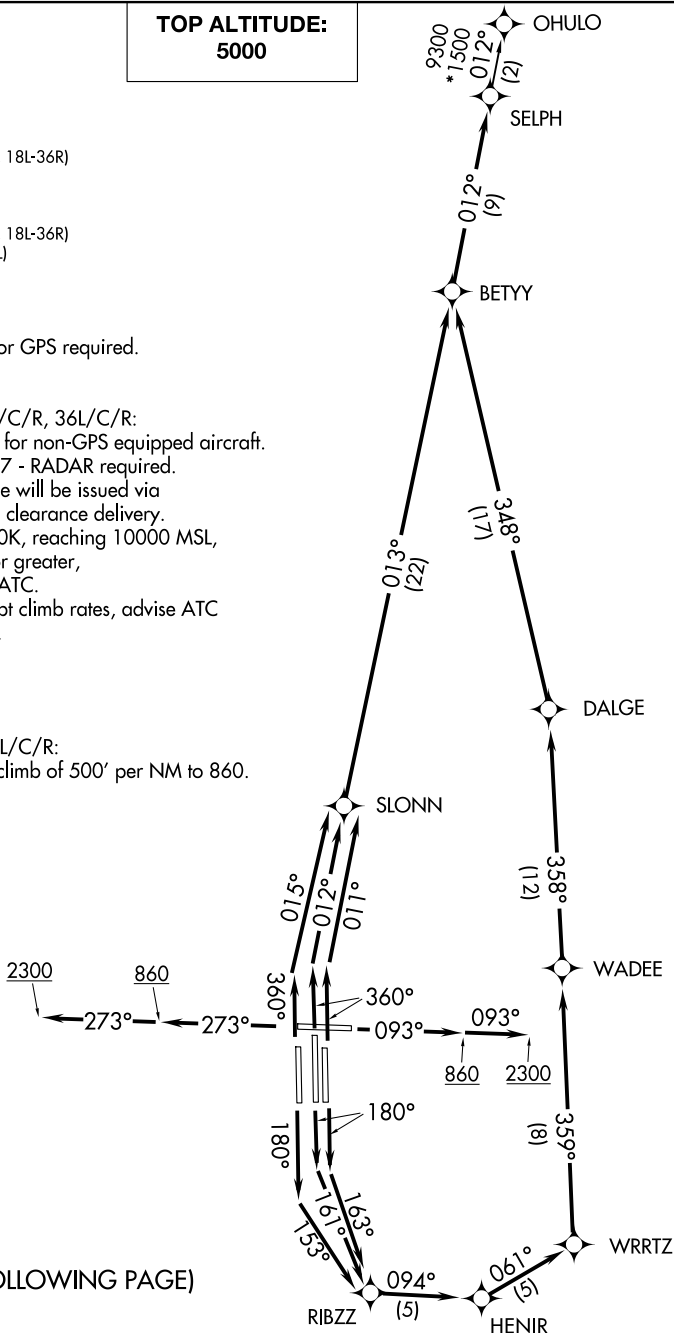 TOP ALTITUDE:
5000
OHULO
9300
*1500
012°
(2)
SELPH
18L-36R)
012°
(9)
18L-36R)
BETYY
or GPS required.
/C/R, 36L/C/R:
for non-GPS equipped aircraft.
7 - RADAR required.
e will be issued via
clearance delivery.
0K, reaching 10000 MSL,
or greater,
ATC.
pt climb rates, advise ATC
348°
(17)
013°
(22)
DALGE
L/C/R:
climb of 500' per NM to 860.
SLONN
015°
012°
011°
358°
(12)
WADEE
2300
860
360°
360°
273°
273°
093°
093°
860
2300
180°
180°
359°
(8)
153°
161°
163°
WRRTZ
061°
(5)
OLLOWING PAGE)
094°
(5)
RIBZZ
HENIR